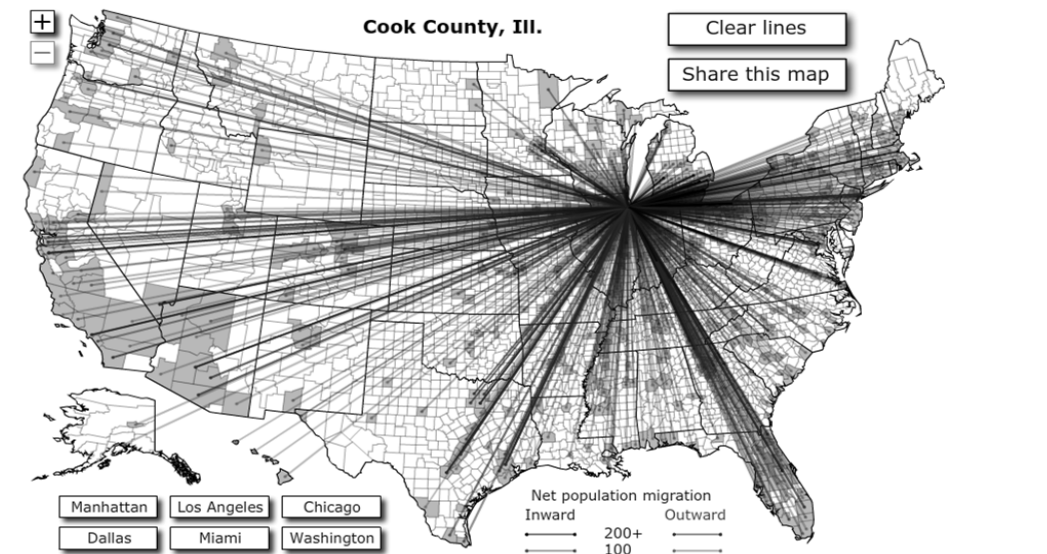 +
−
Cook County, Ill.
Clear lines
Share this map
Manhattan
Los Angeles
Chicago
Dallas
Miami
Washington
Net population migration
Inward Outward
200+
100